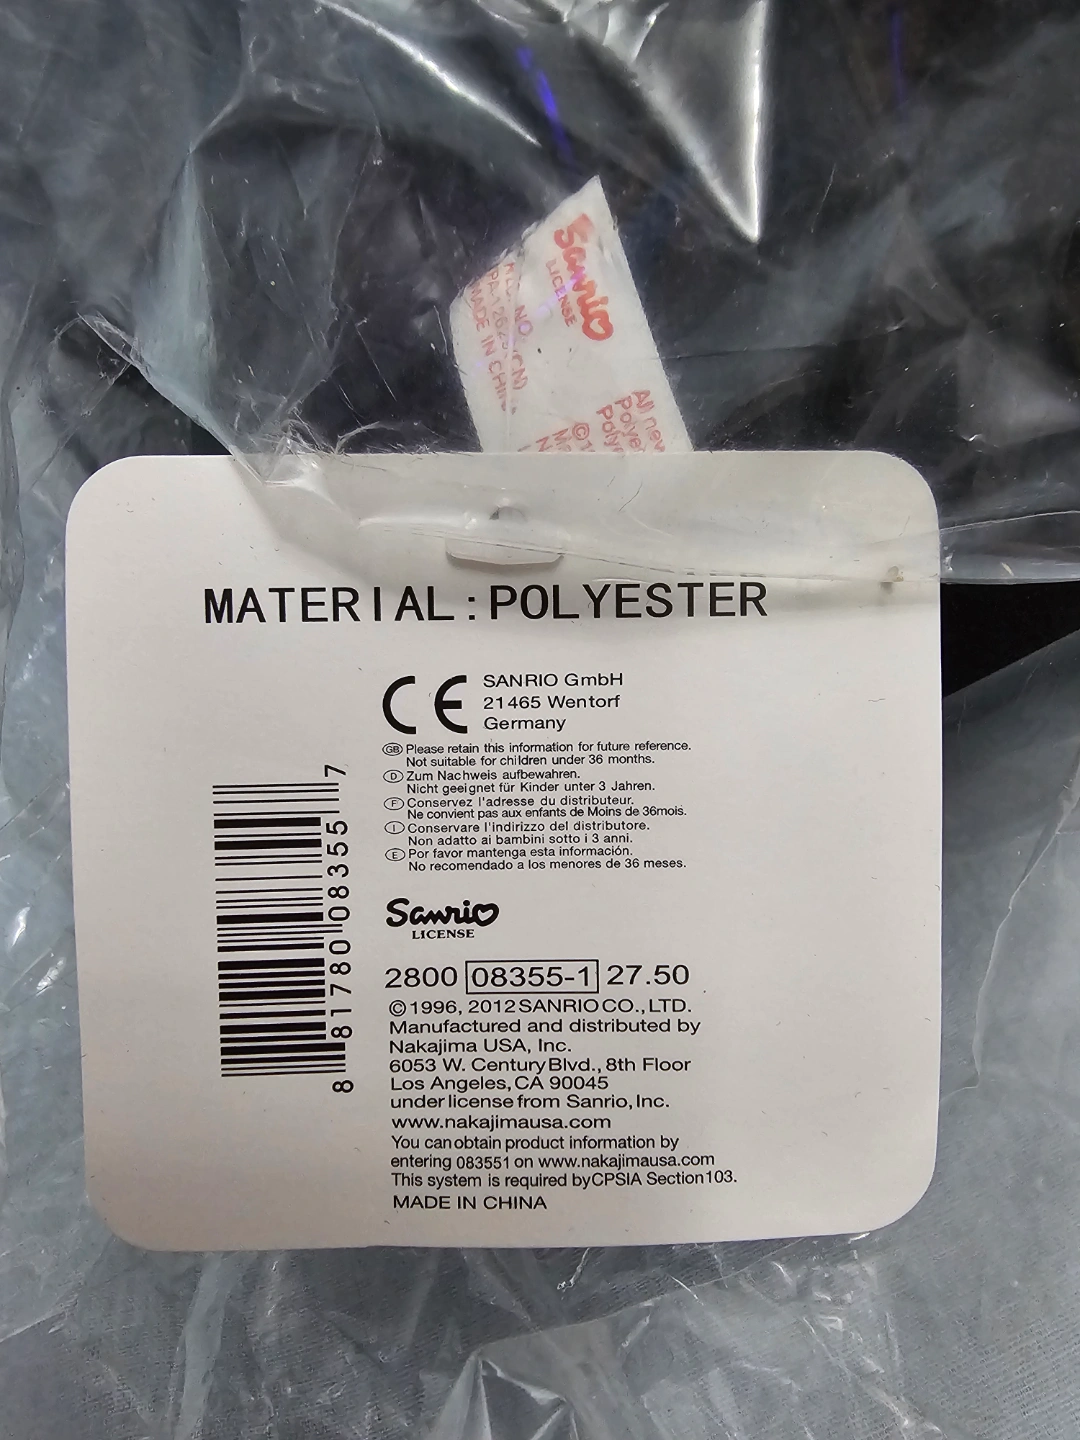 Sanrio
LICENSE
NO.
MADE IN
All new
MATERIAL:POLYESTER
CE
SANRIO GmbH
21465 Wentorf
Germany
GB Please retain this information for future reference.
Not suitable for children under 36 months.
D Zum Nachweis aufbewahren.
Nicht geeignet für Kinder unter 3 Jahren.
F Conservez l'adresse du distributeur.
Ne convient pas aux enfants de Moins de 36mois.
I Conservare l'indirizzo del distributore.
Non adatto ai bambini sotto i 3 anni.
E Por favor mantenga esta información.
No recomendado a los menores de 36 meses.
8 81780 08355 7
Sanrio
LICENSE
2800 08355-1 27.50
©1996, 2012 SANRIO CO., LTD.
Manufactured and distributed by
Nakajima USA, Inc.
6053 W. Century Blvd., 8th Floor
Los Angeles, CA 90045
under license from Sanrio, Inc.
www.nakajimausa.com
You can obtain product information by
entering 083551 on www.nakajimausa.com
This system is required by CPSIA Section 103.
MADE IN CHINA